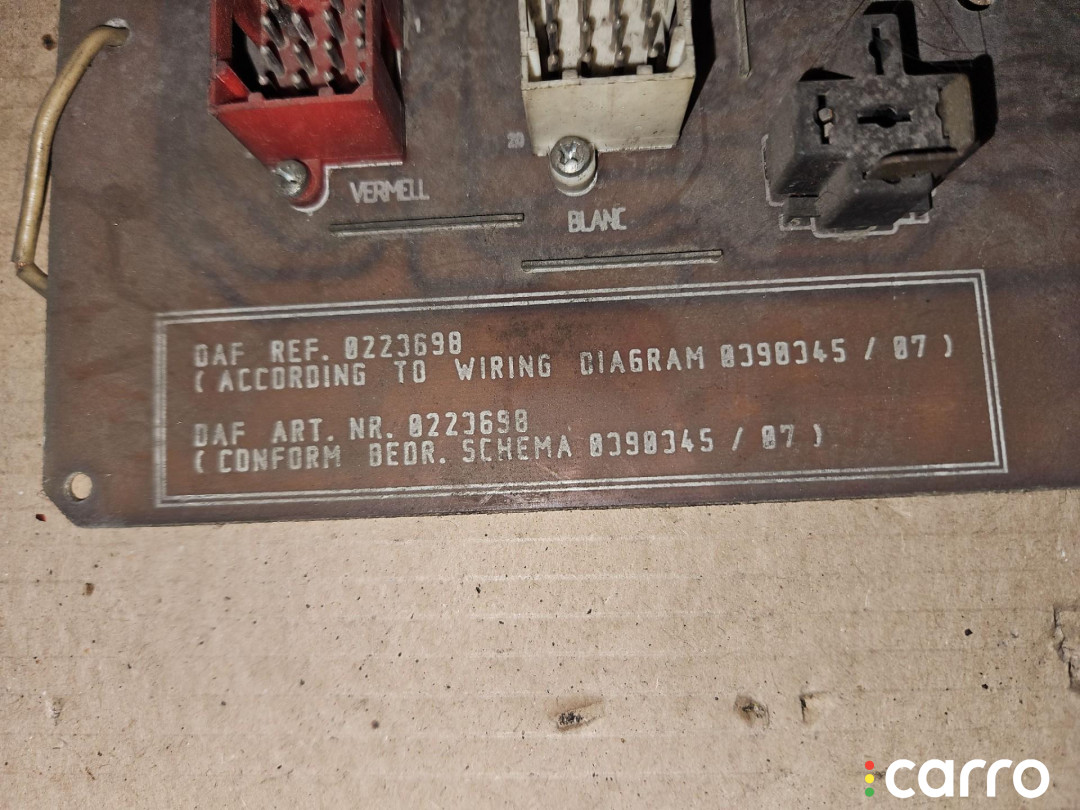 20
VERMELL
BLANC
DAF REF. 0223698
( ACCORDING TO WIRING DIAGRAM 0390345 / 07 )
DAF ART. NR. 0223698
( CONFORM BEDR. SCHEMA 0390345 / 07 )
carro